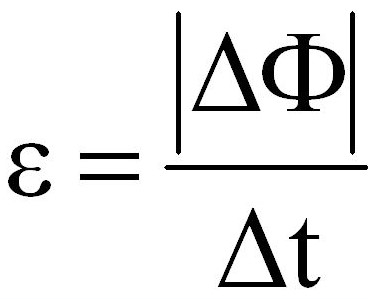 ε = |ΔΦ| / Δt